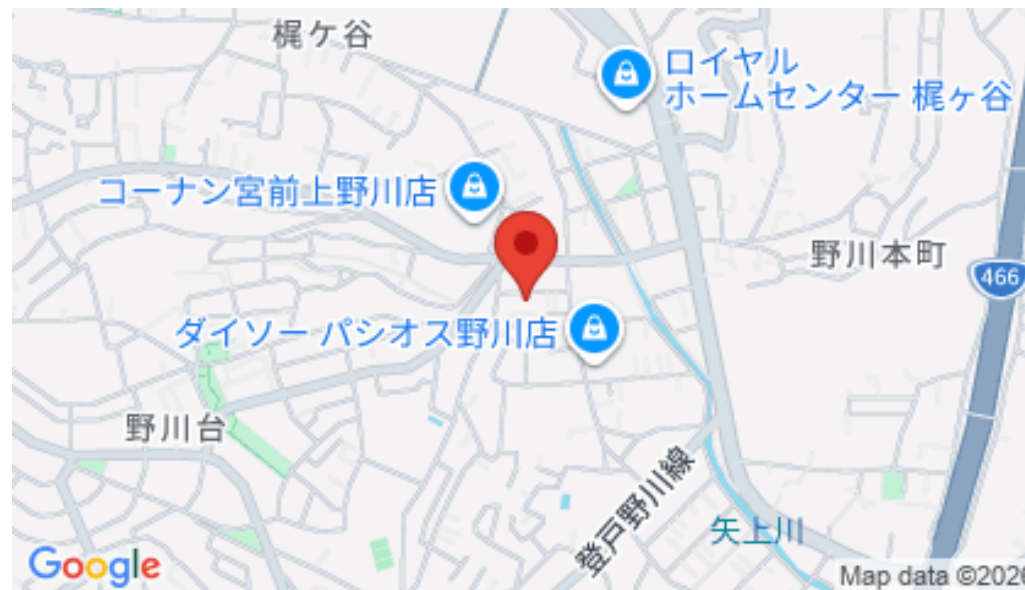 梶ケ谷
ロイヤル
ホームセンター 梶ヶ谷
コーナン宮前上野川店
野川本町
466
ダイソー パシオス野川店
野川台
登戸野川線
矢上川
Google
Map data ©2026